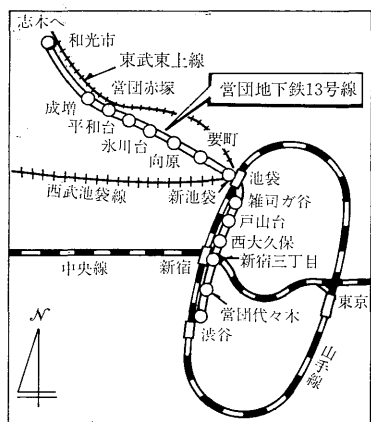 志木へ
和光市
東武東上線
営団赤塚
営団地下鉄13号線
成増
平和台
氷川台
向原
要町
池袋
西武池袋線
新池袋
雑司ガ谷
戸山台
西大久保
新宿
新宿三丁目
中央線
東京
営団代々木
渋谷
山手線
N